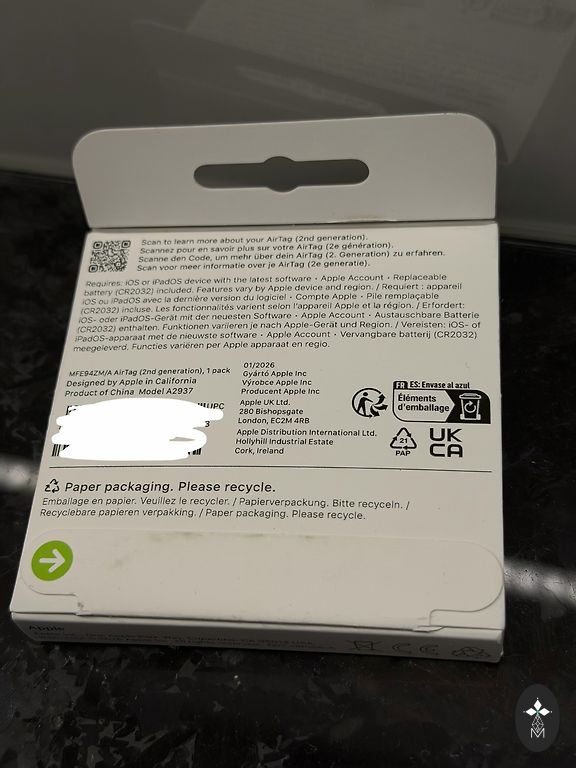 Scan to learn more about your AirTag (2nd generation).
Scannez pour en savoir plus sur votre AirTag (2e génération).
Scanne den Code, um mehr über dein AirTag (2. Generation) zu erfahren.
Scan voor meer informatie over je AirTag (2e generatie).
Requires: iOS or iPadOS device with the latest software · Apple Account · Replaceable
battery (CR2032) included. Features vary by Apple device and region. / Requiert : appareil
iOS ou iPadOS avec la dernière version du logiciel · Compte Apple · Pile remplaçable
(CR2032) incluse. Les fonctionnalités varient selon l'appareil Apple et la région. / Erfordert:
iOS- oder iPadOS-Gerät mit der neuesten Software · Apple Account · Austauschbare Batterie
(CR2032) enthalten. Funktionen variieren je nach Apple-Gerät und Region. / Vereisten: iOS- of
iPadOS-apparaat met de nieuwste software · Apple Account · Vervangbare batterij (CR2032)
meegeleverd. Functies variëren per Apple apparaat en regio.
MFE94ZM/A AirTag (2nd generation), 1 pack
Designed by Apple in California
Product of China Model A2937
UPC
3
01/2026
Gyártó Apple Inc
Výrobce Apple Inc
Producent Apple Inc
Apple UK Ltd.
280 Bishopsgate
London, EC2M 4RB
Apple Distribution International Ltd.
Hollyhill Industrial Estate
Cork, Ireland
FR ES: Envase al azul
Éléments
d'emballage
21
PAP
UK
CA
Paper packaging. Please recycle.
Emballage en papier. Veuillez le recycler. / Papierverpackung. Bitte recyceln. /
Recyclebare papieren verpakking. / Paper packaging. Please recycle.
Apple